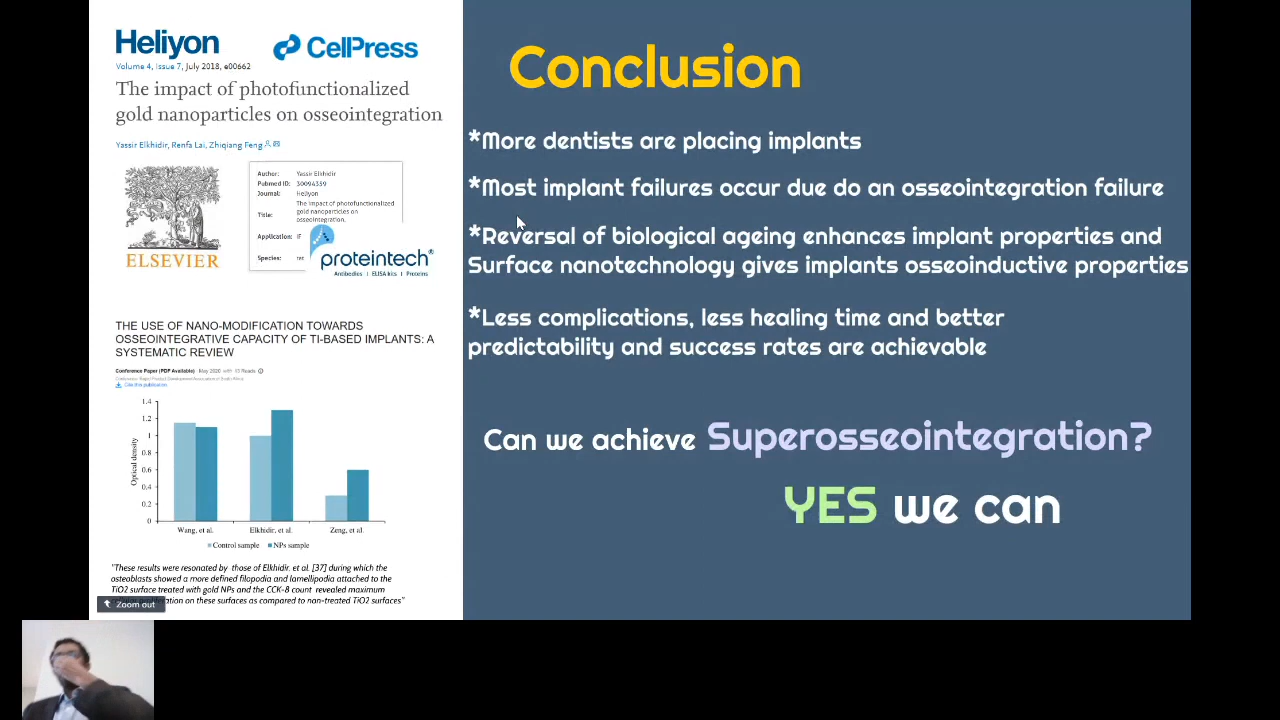 Heliyon
CellPress
Volume 4, Issue 7, July 2018, e00662
The impact of photofunctionalized
gold nanoparticles on osseointegration
Yassir Elkhidir, Renfa Lai, Zhiqiang Feng
ELSEVIER
Author: Yassir Elkhidir
Pubmed ID: 30094359
Journal: Heliyon
Title: The impact of photofunctionalized
gold nanoparticles on
osseointegration.
Application: IF
Species: rat
proteintech
Antibodies | ELISA kits | Proteins
THE USE OF NANO-MODIFICATION TOWARDS
OSSEOINTEGRATIVE CAPACITY OF TI-BASED IMPLANTS: A
SYSTEMATIC REVIEW
Conference Paper (PDF Available) May 2020 with 10 Reads
Cite this publication
1.4
1.2
1
0.8
0.6
0.4
0.2
0
Optical density
Wang, et al. Elkhidir, et al. Zeng, et al.
Control sample NPs sample
"These results were resonated by those of Elkhidir. et al. [37] during which the
osteoblasts showed a more defined filopodia and lamellipodia attached to the
TiO2 surface treated with gold NPs and the CCK-8 count revealed maximum
on these surfaces as compared to non-treated TiO2 surfaces"
Zoom out
Conclusion
*More dentists are placing implants
*Most implant failures occur due do an osseointegration failure
*Reversal of biological ageing enhances implant properties and
Surface nanotechnology gives implants osseoinductive properties
*Less complications, less healing time and better
predictability and success rates are achievable
Can we achieve Superosseointegration?
YES we can